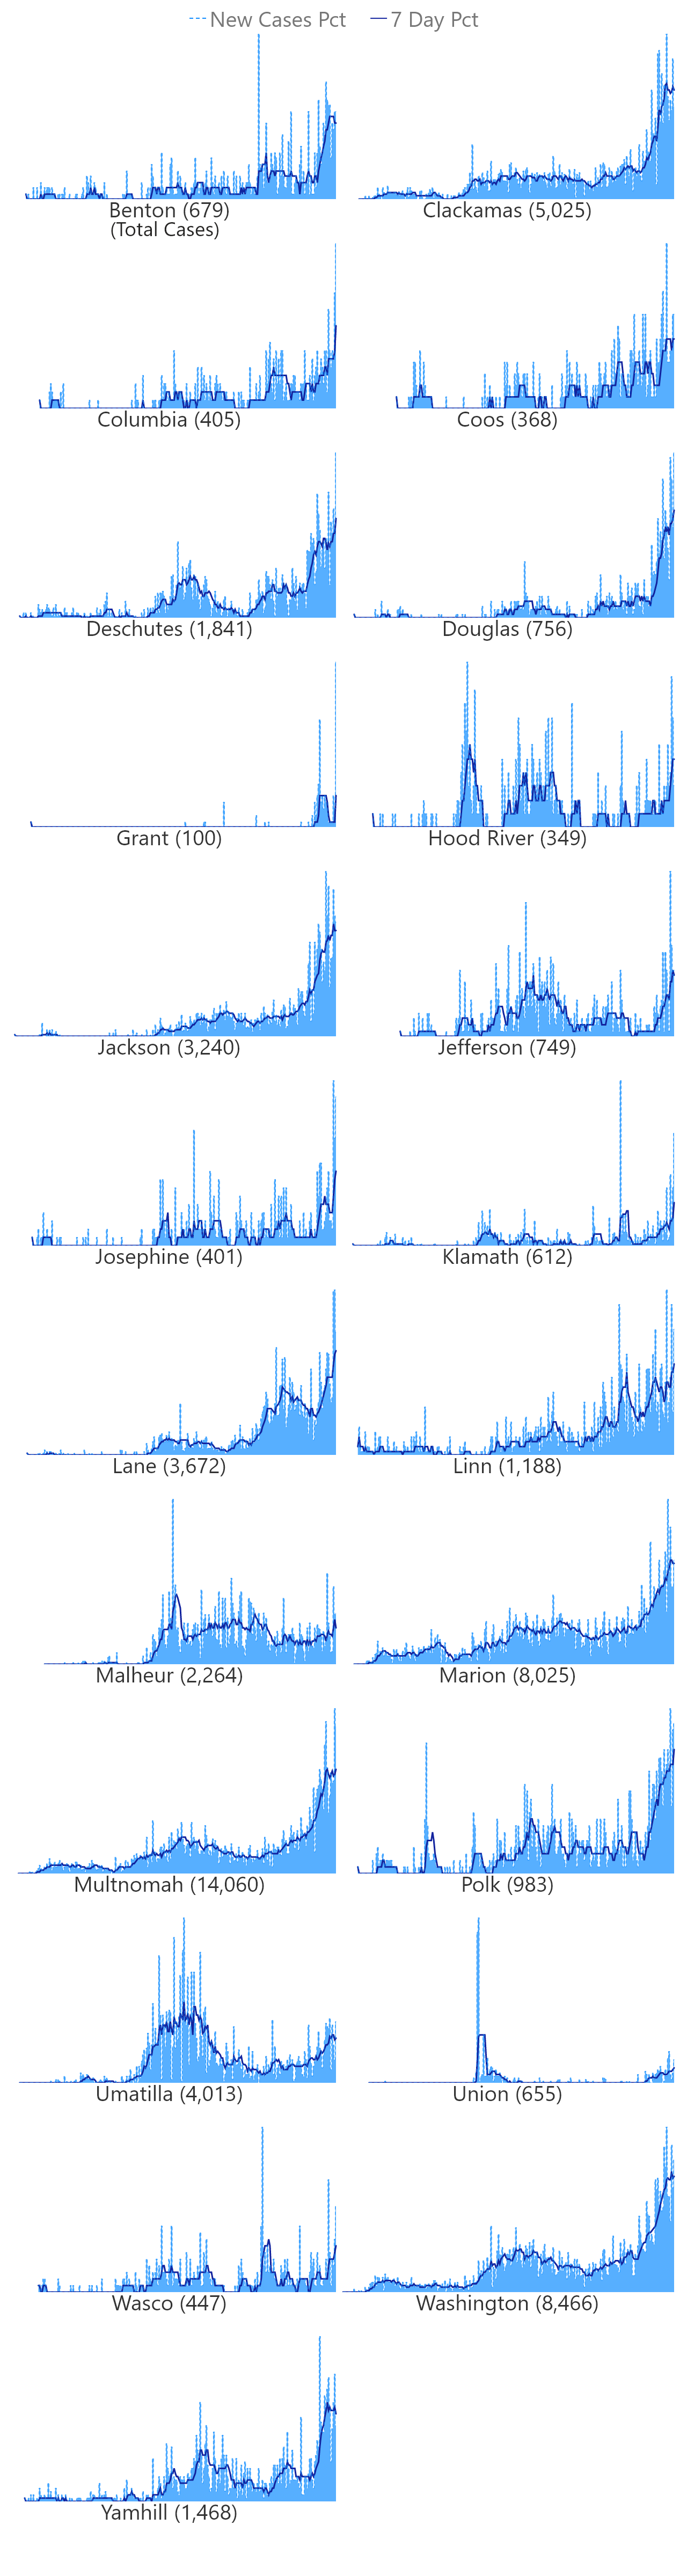 New Cases Pct 7 Day Pct
Benton (679) Clackamas (5,025)
(Total Cases)
Columbia (405) Coos (368)
Deschutes (1,841) Douglas (756)
Grant (100) Hood River (349)
Jackson (3,240) Jefferson (749)
Josephine (401) Klamath (612)
Lane (3,672) Linn (1,188)
Malheur (2,264) Marion (8,025)
Multnomah (14,060) Polk (983)
Umatilla (4,013) Union (655)
Wasco (447) Washington (8,466)
Yamhill (1,468)